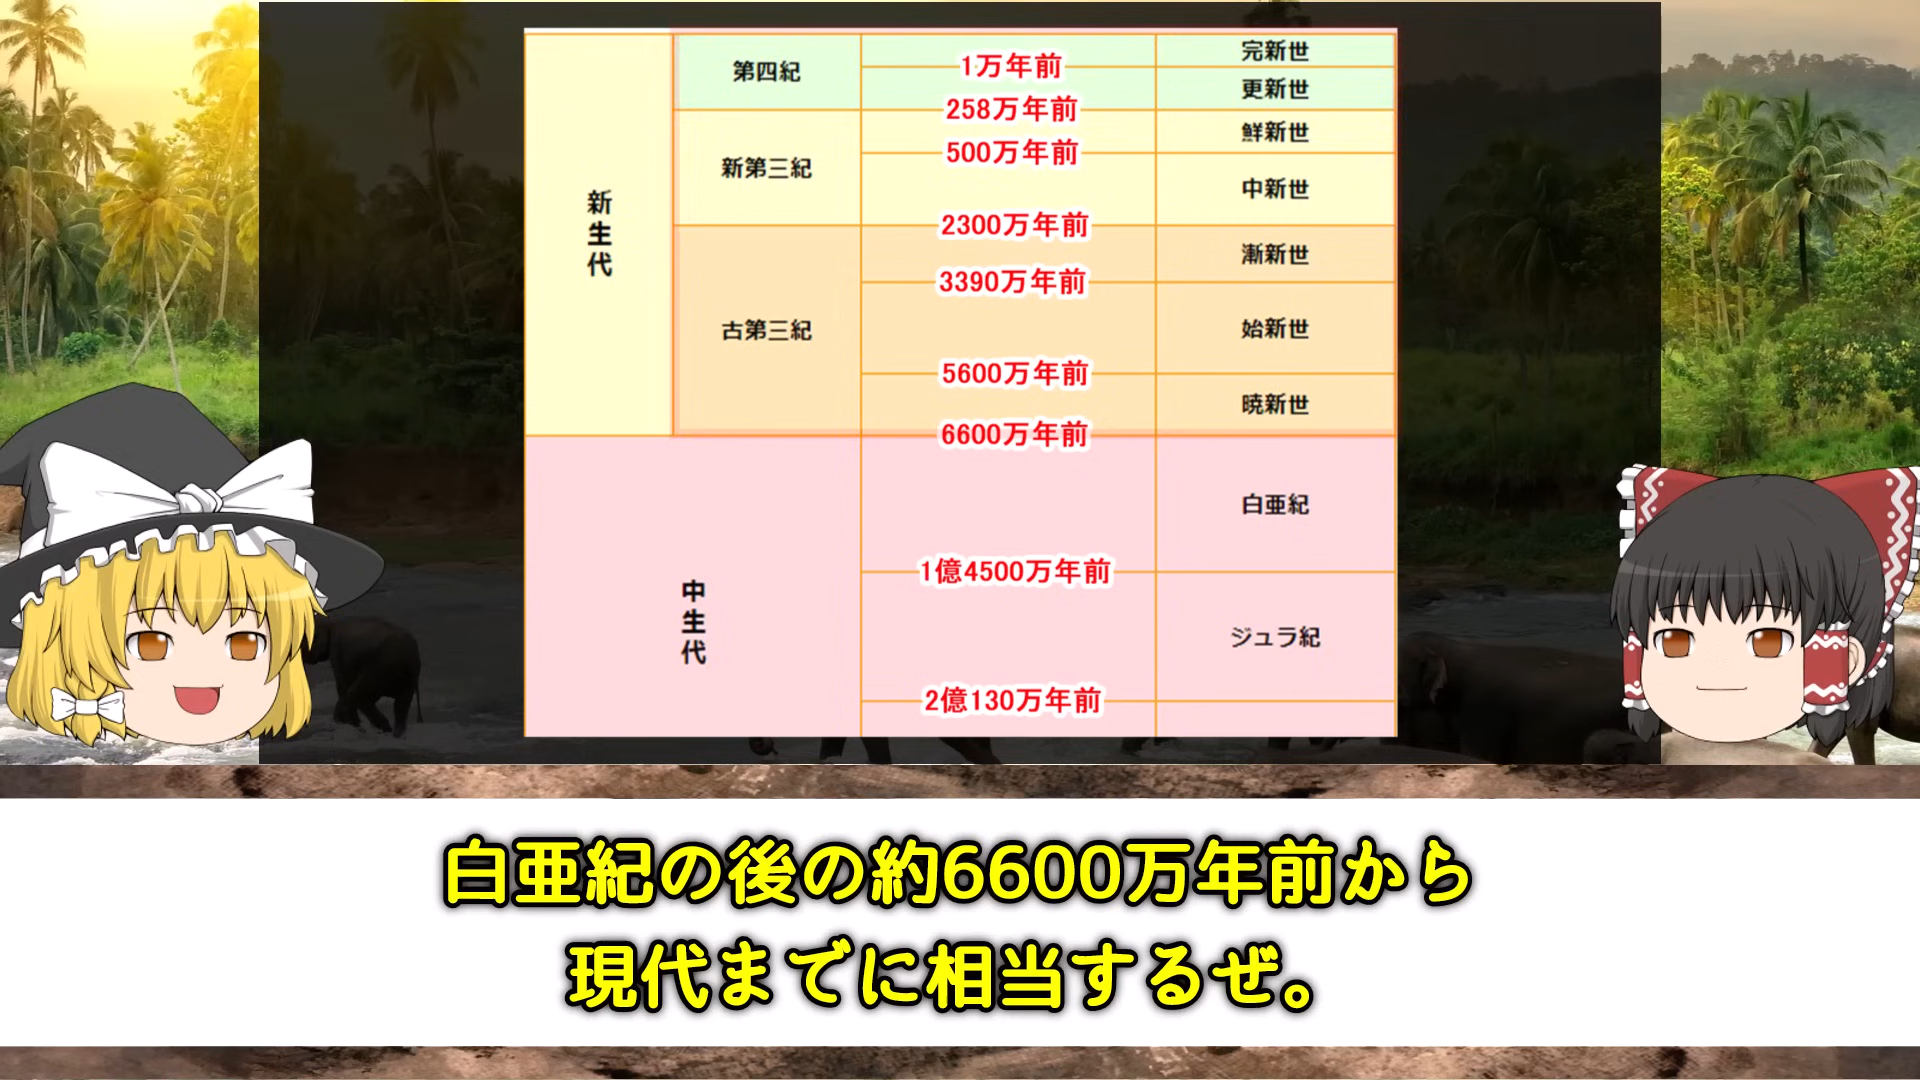 新生代
第四紀
1万年前
完新世
更新世
258万年前
新第三紀
鮮新世
500万年前
中新世
2300万年前
古第三紀
漸新世
3390万年前
始新世
5600万年前
暁新世
6600万年前
中生代
白亜紀
1億4500万年前
ジュラ紀
2億130万年前
白亜紀の後の約6600万年前から
現代までに相当するぜ。